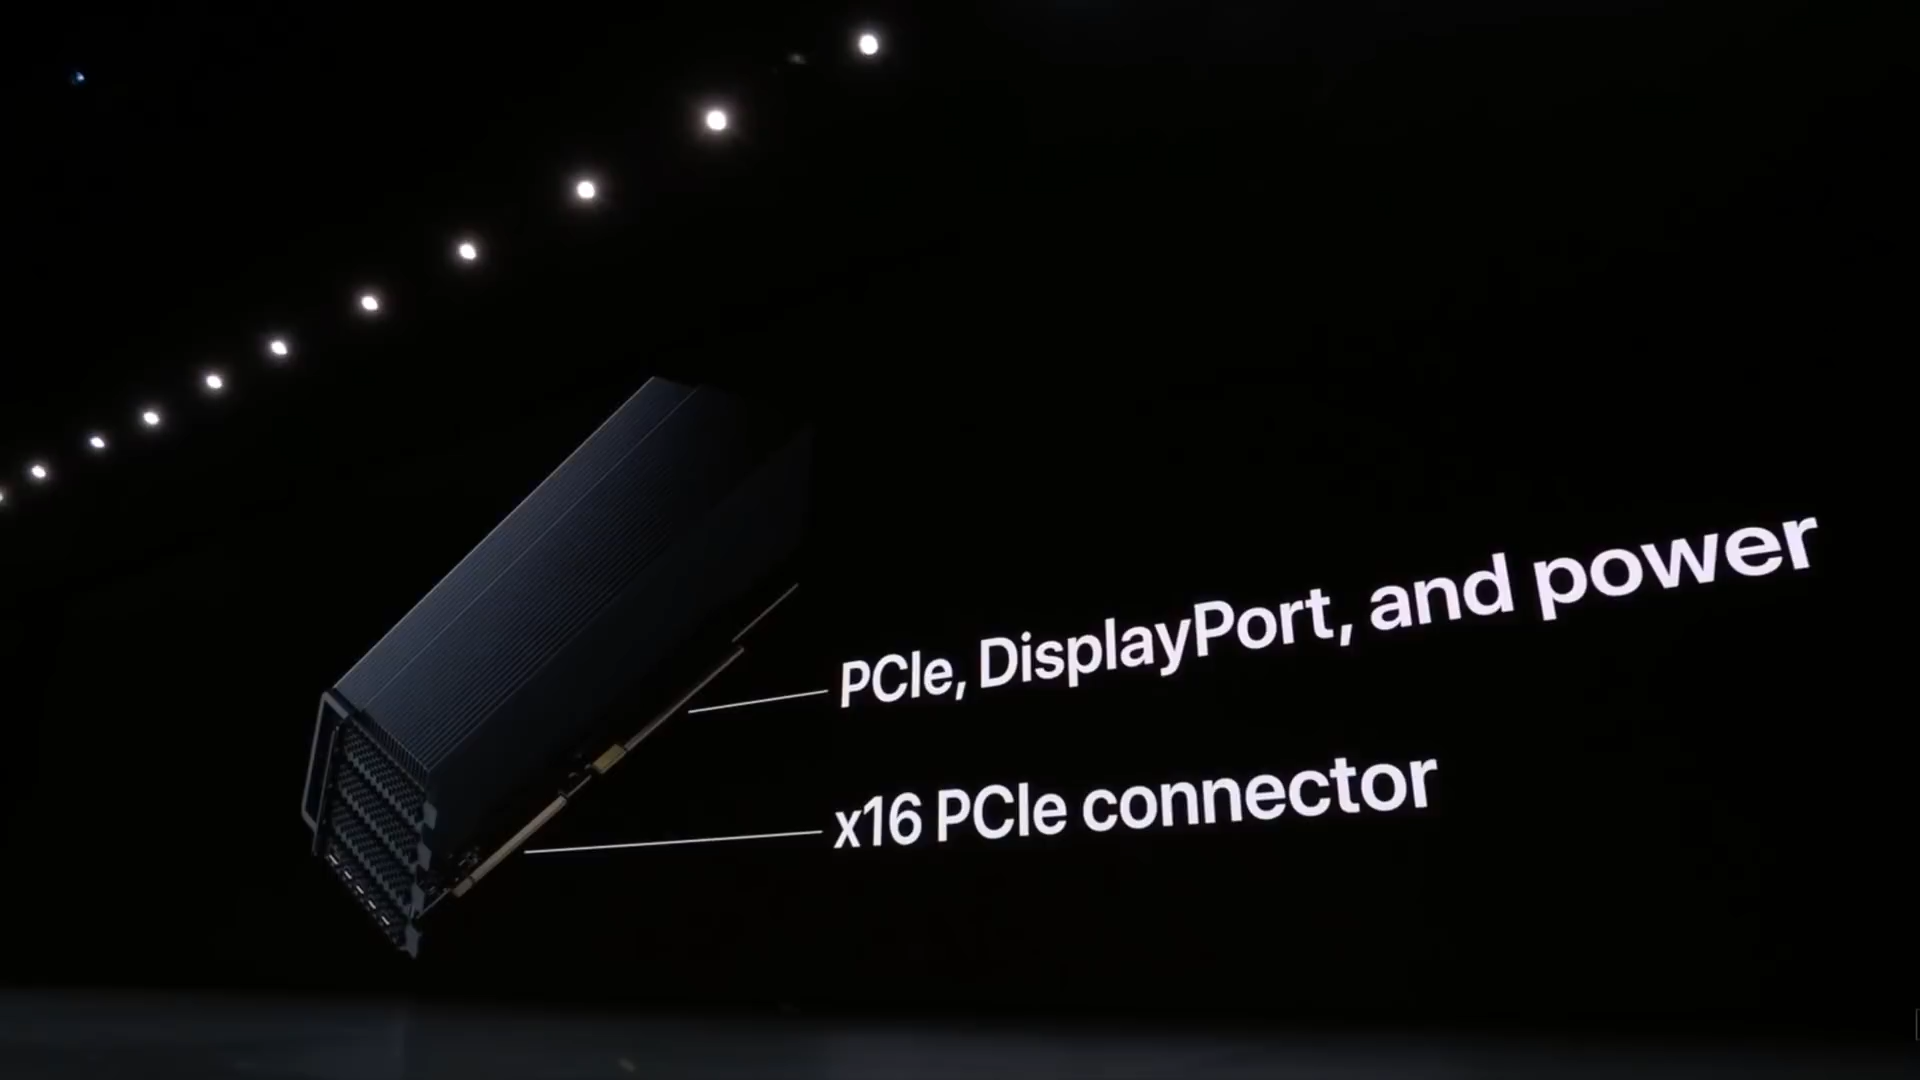 PCIe, DisplayPort, and power
x16 PCIe connector